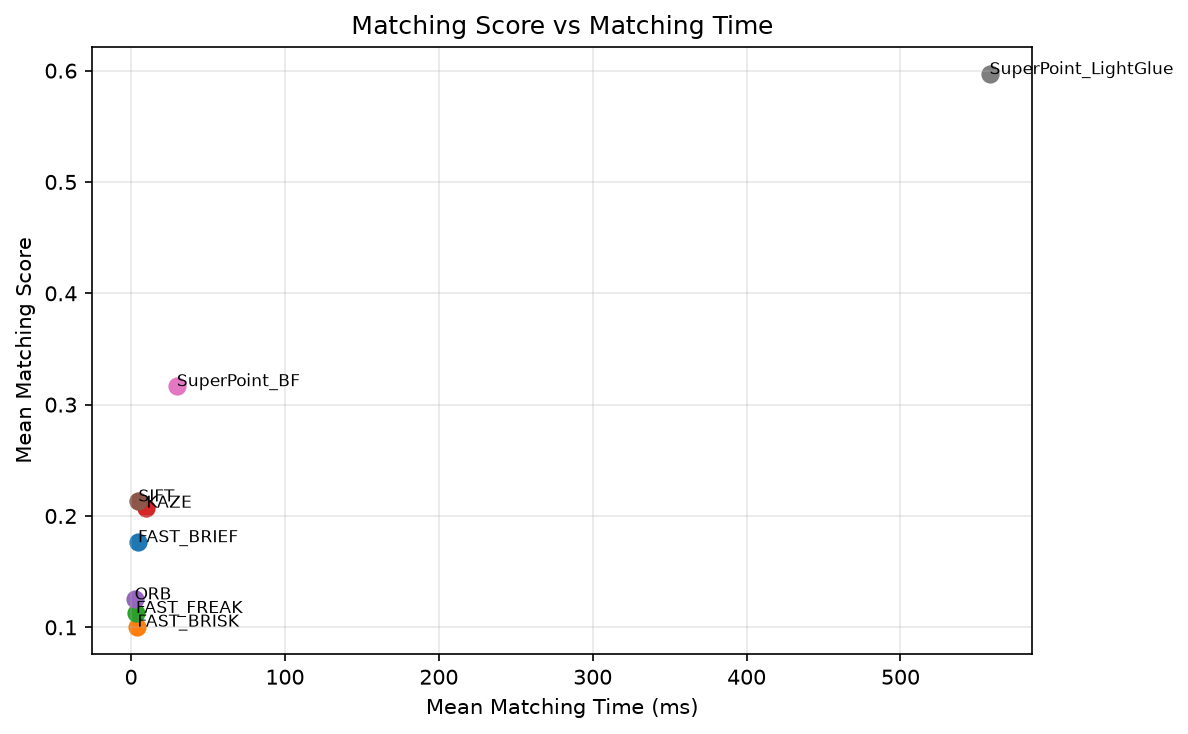 Matching Score vs Matching Time
Mean Matching Score
0.6
0.5
0.4
0.3
0.2
0.1
SuperPoint_LightGlue
SuperPoint_BF
SIFT
KAZE
FAST_BRIEF
ORB
FAST_FREAK
FAST_BRISK
0 100 200 300 400 500
Mean Matching Time (ms)